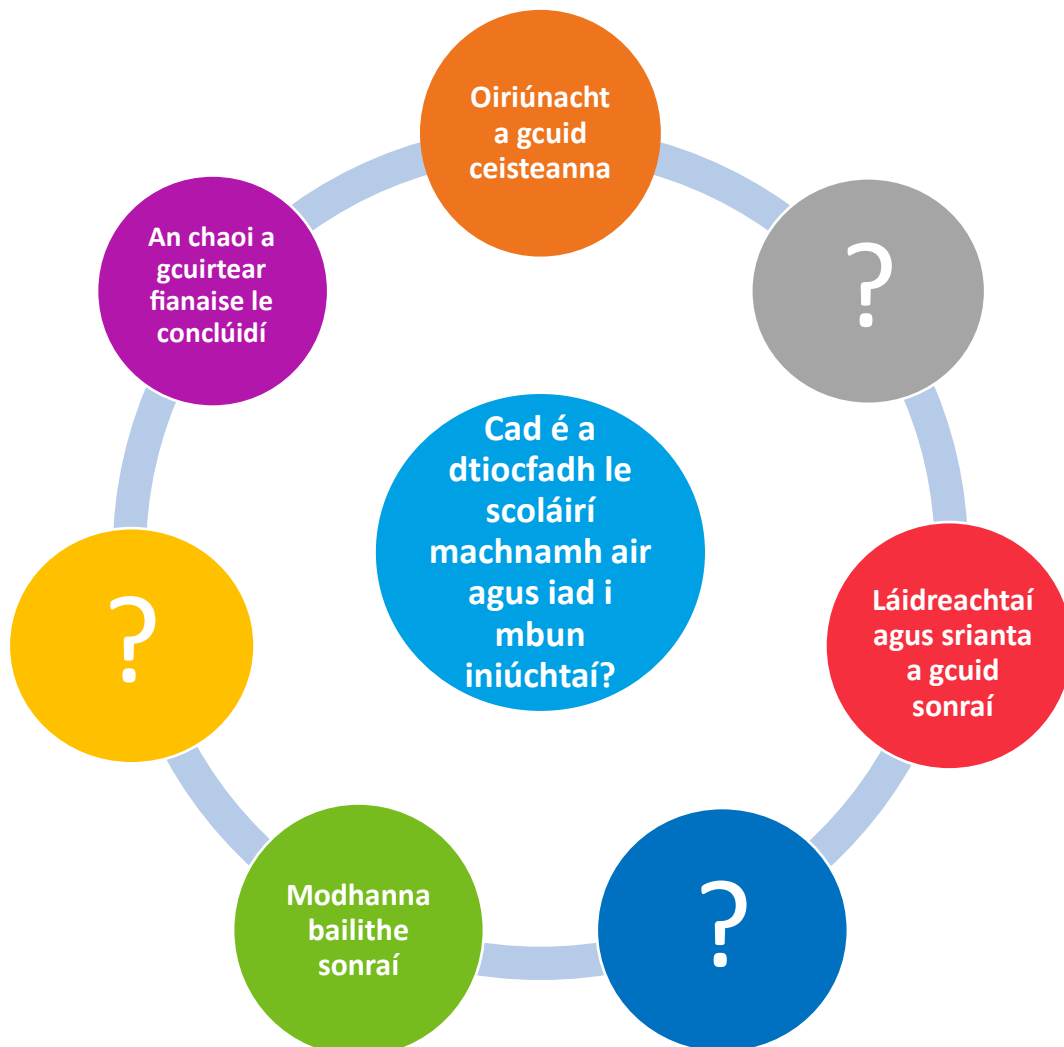 Oiriúnacht
a gcuid
ceisteanna
?
Láidreachtaí
agus srianta
a gcuid
sonraí
?
Modhanna
bailithe
sonraí
?
An chaoi a
gcuirtear
fianaise le
conclúidí
Cad é a
dtiocfadh le
scoláirí
machnamh air
agus iad i
mbun
iniúchtaí?